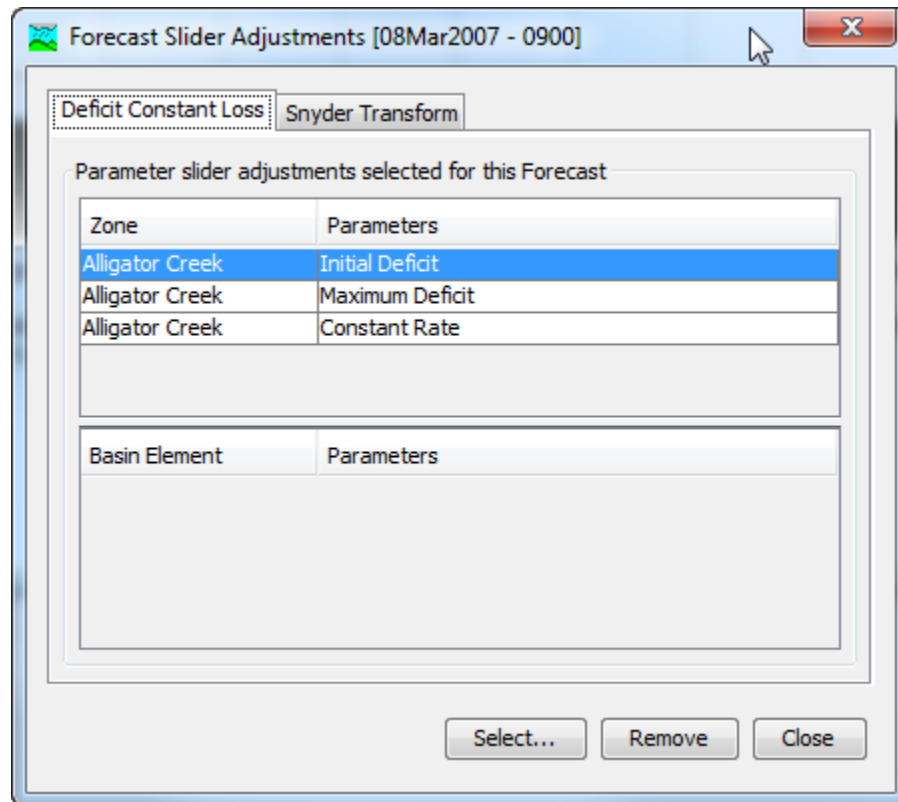 Forecast Slider Adjustments [08Mar2007 - 0900]
Deficit Constant Loss Snyder Transform
Parameter slider adjustments selected for this Forecast
Zone Parameters
Alligator Creek Initial Deficit
Alligator Creek Maximum Deficit
Alligator Creek Constant Rate
Basin Element Parameters
Select... Remove Close